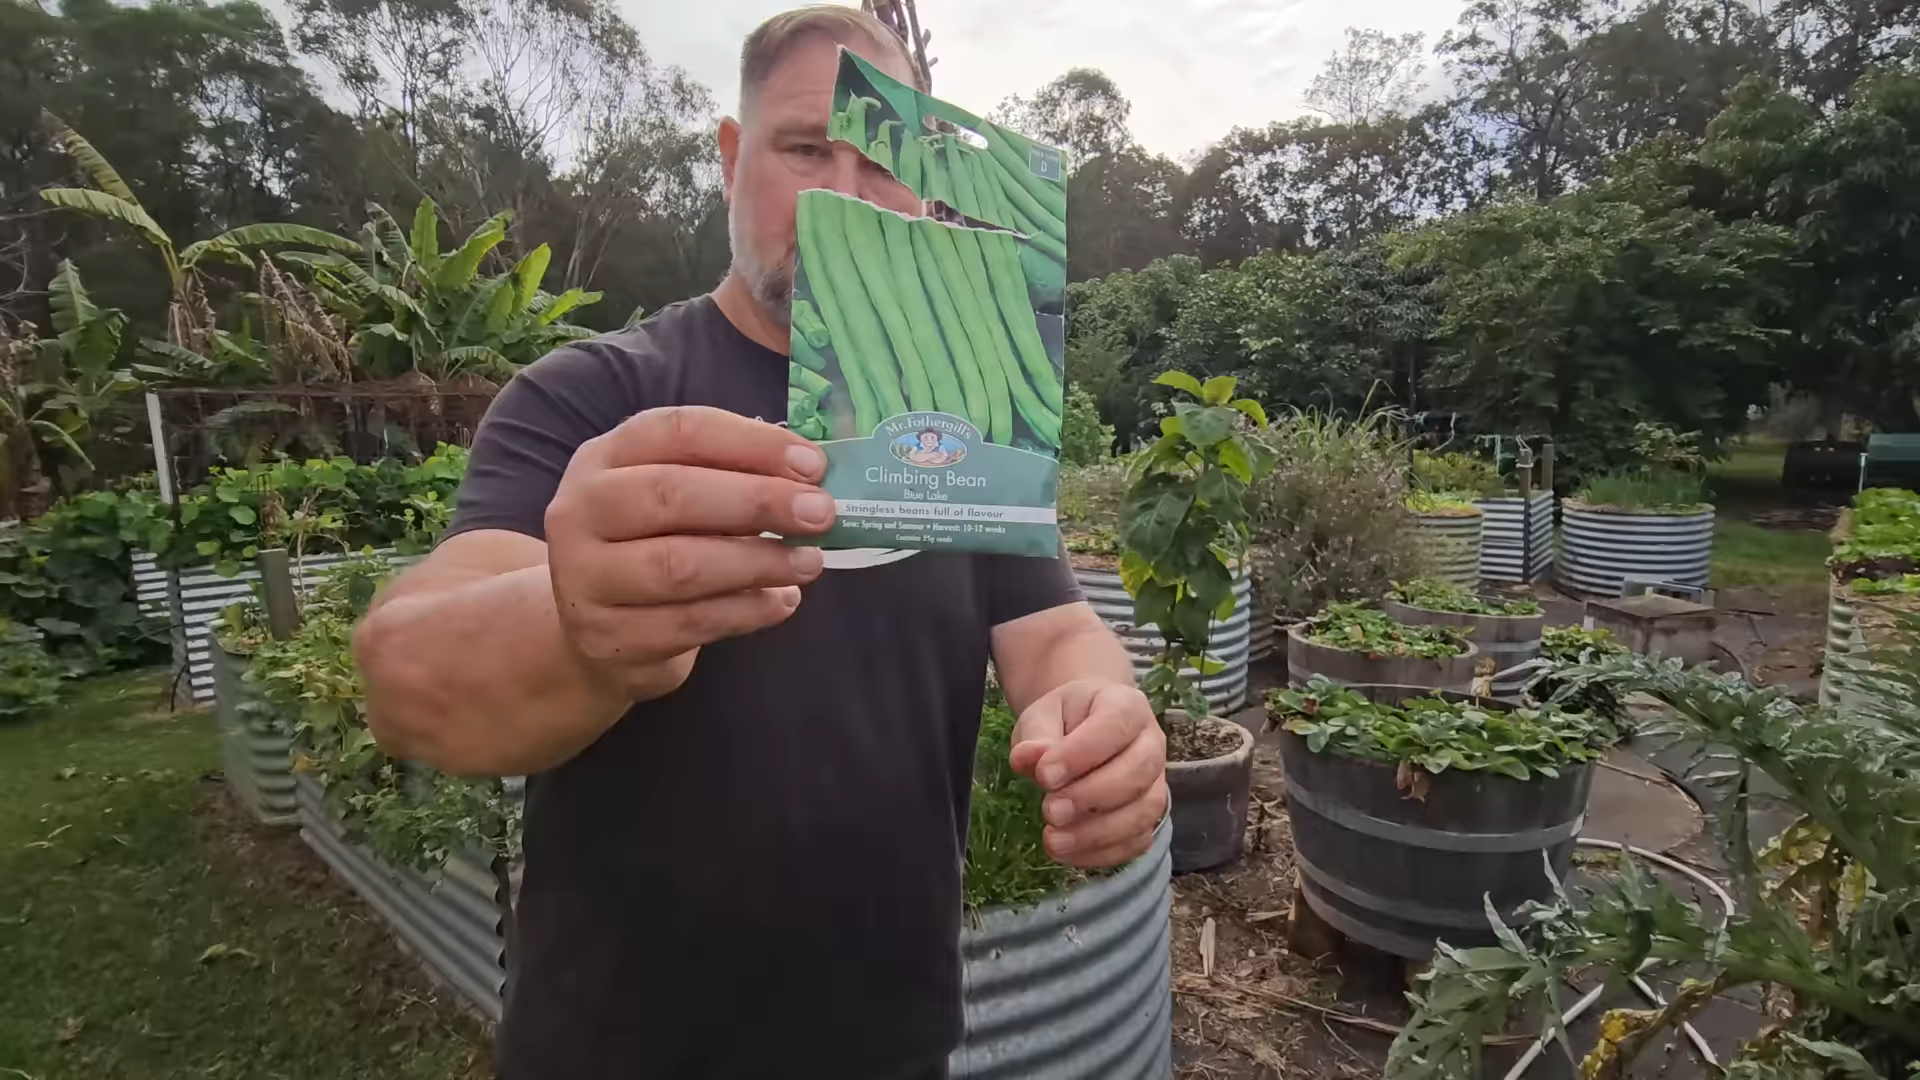 D
Mr.Fothergill's
Climbing Bean
Blue Lake
Stringless beans full of flavour
Sow: Spring and Summer • Harvest: 10-12 weeks
Contains 25g seeds